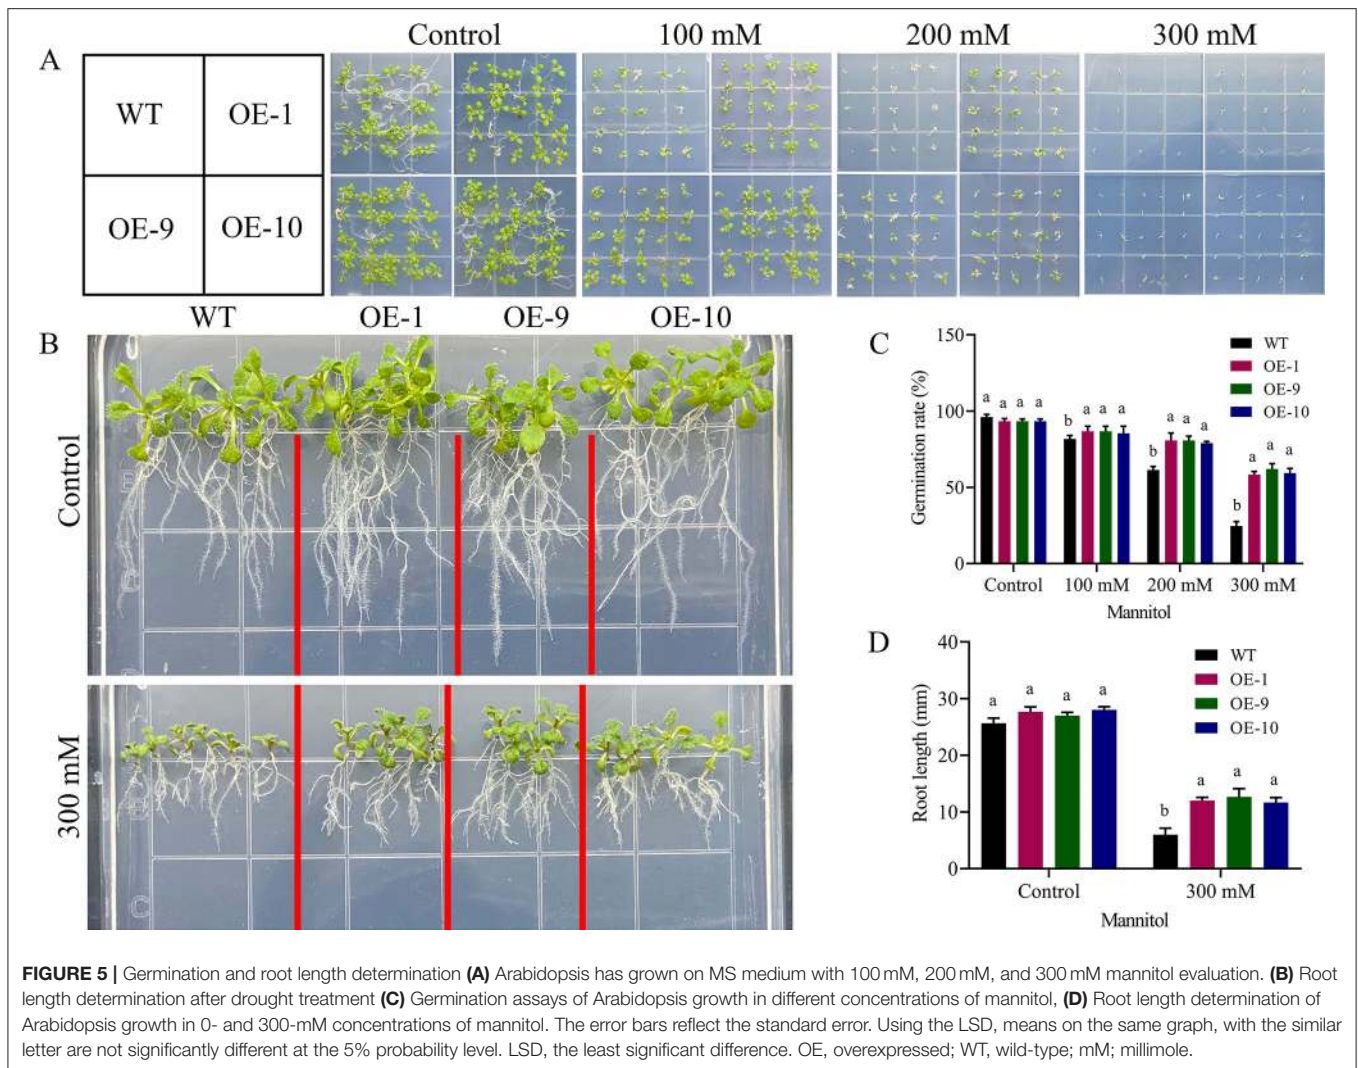 Control 100 mM 200 mM 300 mM
A
WT OE-1
OE-9 OE-10
WT OE-1 OE-9 OE-10
B
Control
300 mM
C
150
100
50
0
Germination rate (%)
WT
OE-1
OE-9
OE-10
a a a a b a a a b a a a b a a a
Control 100 mM 200 mM 300 mM
Mannitol
D
40
30
20
10
0
Root length (mm)
WT
OE-1
OE-9
OE-10
a a a a b a a a
Control 300 mM
Mannitol
FIGURE 5 | Germination and root length determination (A) Arabidopsis has grown on MS medium with 100 mM, 200 mM, and 300 mM mannitol evaluation. (B) Root
length determination after drought treatment (C) Germination assays of Arabidopsis growth in different concentrations of mannitol, (D) Root length determination of
Arabidopsis growth in 0- and 300-mM concentrations of mannitol. The error bars reflect the standard error. Using the LSD, means on the same graph, with the similar
letter are not significantly different at the 5% probability level. LSD, the least significant difference. OE, overexpressed; WT, wild-type; mM; millimole.